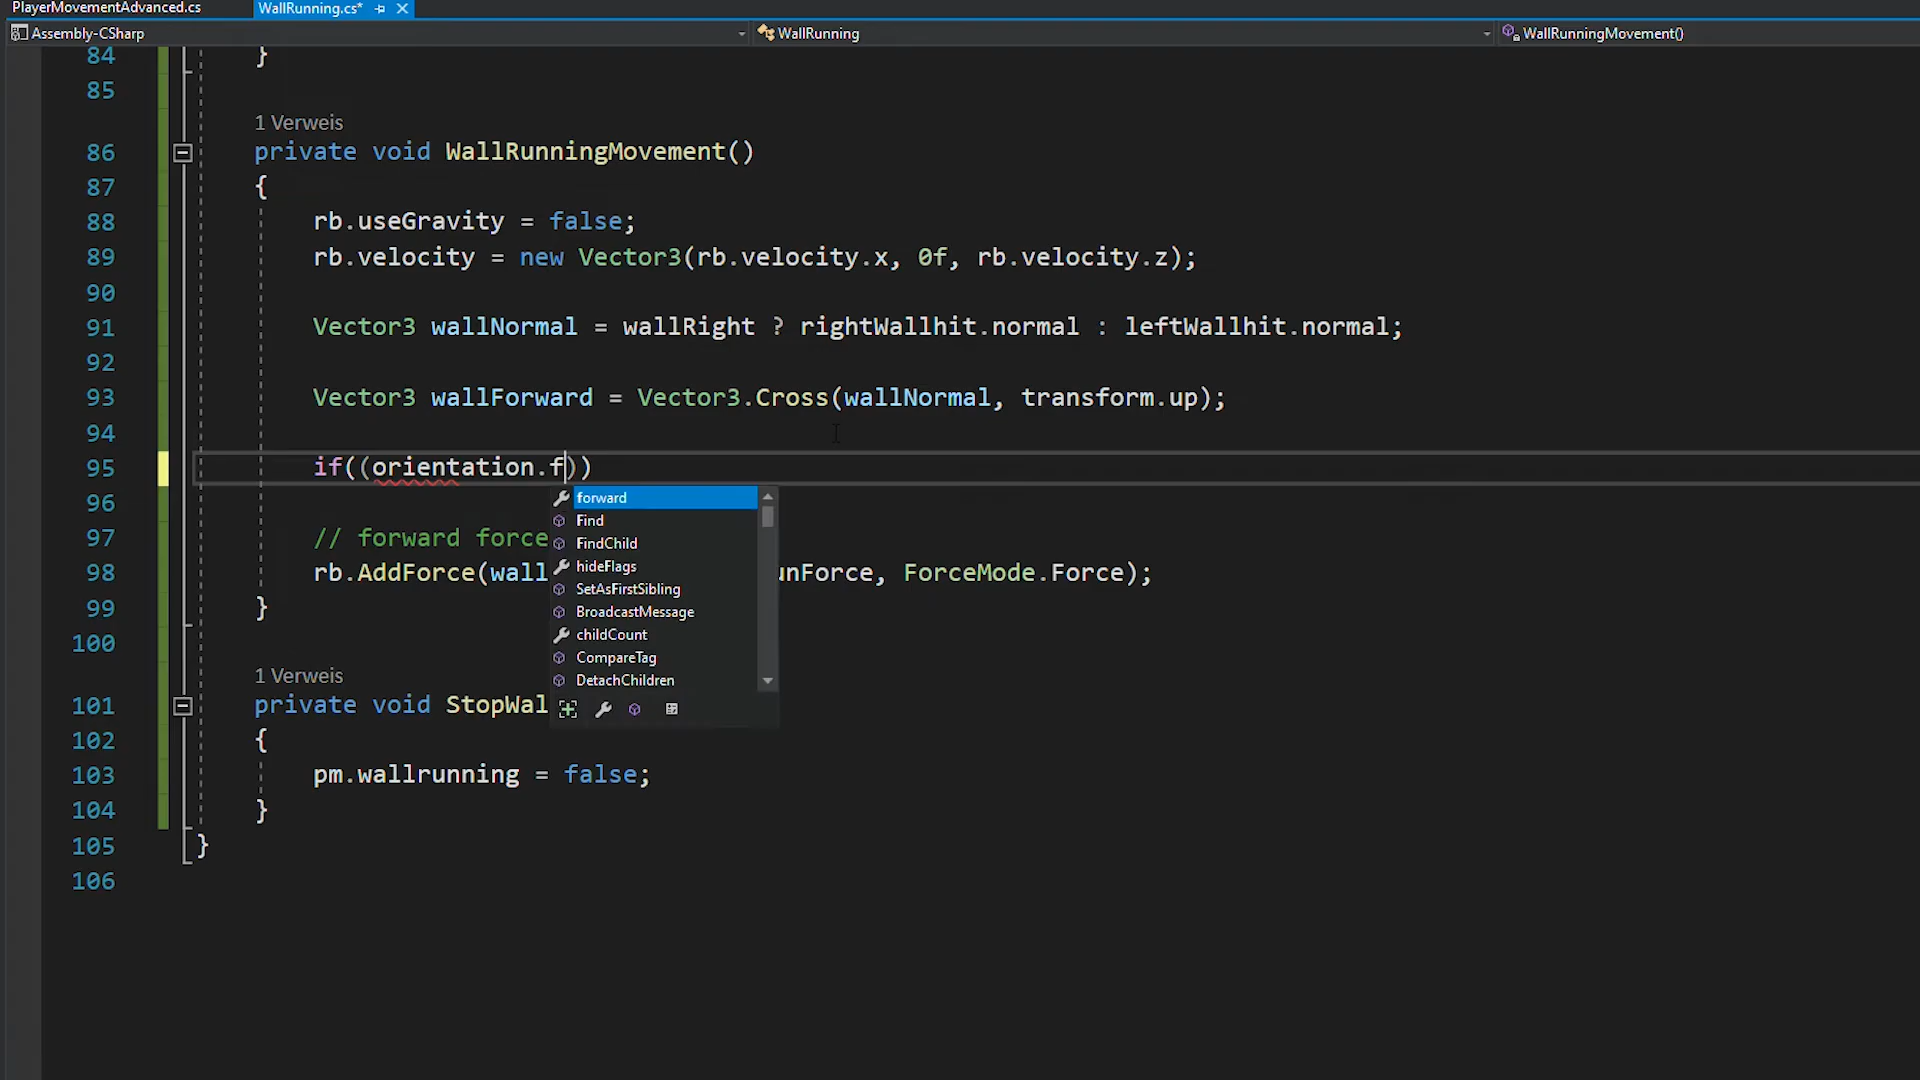 PlayerMovementAdvanced.cs
WallRunning.cs*
Assembly-CSharp
WallRunning
WallRunningMovement()
84 }
85
1 Verweis
86 private void WallRunningMovement()
87 {
88 rb.useGravity = false;
89 rb.velocity = new Vector3(rb.velocity.x, 0f, rb.velocity.z);
90
91 Vector3 wallNormal = wallRight ? rightWallhit.normal : leftWallhit.normal;
92
93 Vector3 wallForward = Vector3.Cross(wallNormal, transform.up);
94
95 if((orientation.f))
96
97 // forward force
98 rb.AddForce(wall unForce, ForceMode.Force);
99 }
100
forward
Find
FindChild
hideFlags
SetAsFirstSibling
BroadcastMessage
childCount
CompareTag
DetachChildren
1 Verweis
101 private void StopWal
102 {
103 pm.wallrunning = false;
104 }
105 }
106